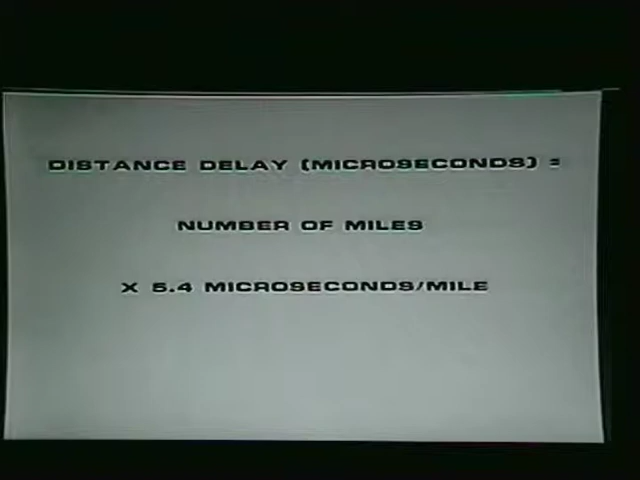 DISTANCE DELAY (MICROSECONDS) =
NUMBER OF MILES
X 5.4 MICROSECONDS/MILE